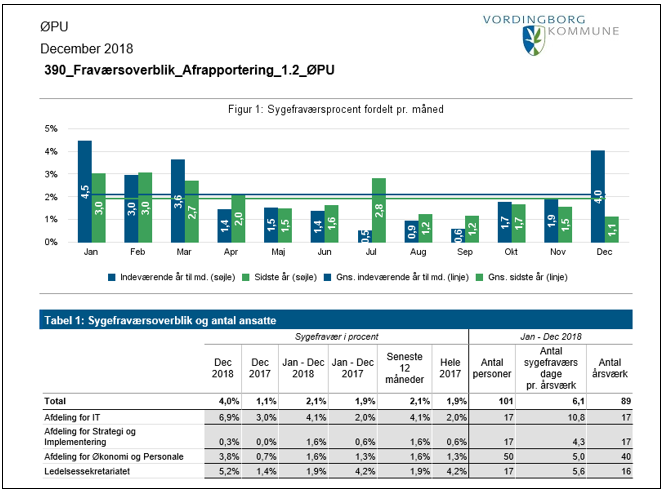 ØPU
VORDINGBORG
KOMMUNE
December 2018
390_Fraværsoverblik_Afrapportering_1.2_ØPU
Figur 1: Sygefraværsprocent fordelt pr. måned
5%
4%
3%
2%
1%
0%
4,5 3,0 3,0 3,0 3,6 2,7 1,4 2,0 1,5 1,5 1,4 1,6 0,5 2,8 0,9 1,2 0,6 1,2 1,7 1,7 1,9 1,5 4,0 1,1
Jan Feb Mar Apr Maj Jun Jul Aug Sep Okt Nov Dec
Indeværende år til md. (søjle) Sidste år (søjle) Gns. indeværende år til md. (linje) Gns. sidste år (linje)
Tabel 1: Sygefraværsoverblik og antal ansatte
Sygefravær i procent Jan - Dec 2018
Dec 2018 Dec 2017 Jan - Dec 2018 Jan - Dec 2017 Seneste 12 måneder Hele 2017 Antal personer Antal sygefraværs dage pr. årsværk Antal årsværk
Total 4,0% 1,1% 2,1% 1,9% 2,1% 1,9% 101 6,1 89
Afdeling for IT 6,9% 3,0% 4,1% 2,0% 4,1% 2,0% 17 10,8 17
Afdeling for Strategi og
Implementering 0,3% 0,0% 1,6% 0,6% 1,6% 0,6% 17 4,3 17
Afdeling for Økonomi og Personale 3,8% 0,7% 1,6% 1,3% 1,6% 1,3% 50 5,0 40
Ledelsessekretariatet 5,2% 1,4% 1,9% 4,2% 1,9% 4,2% 17 5,6 16